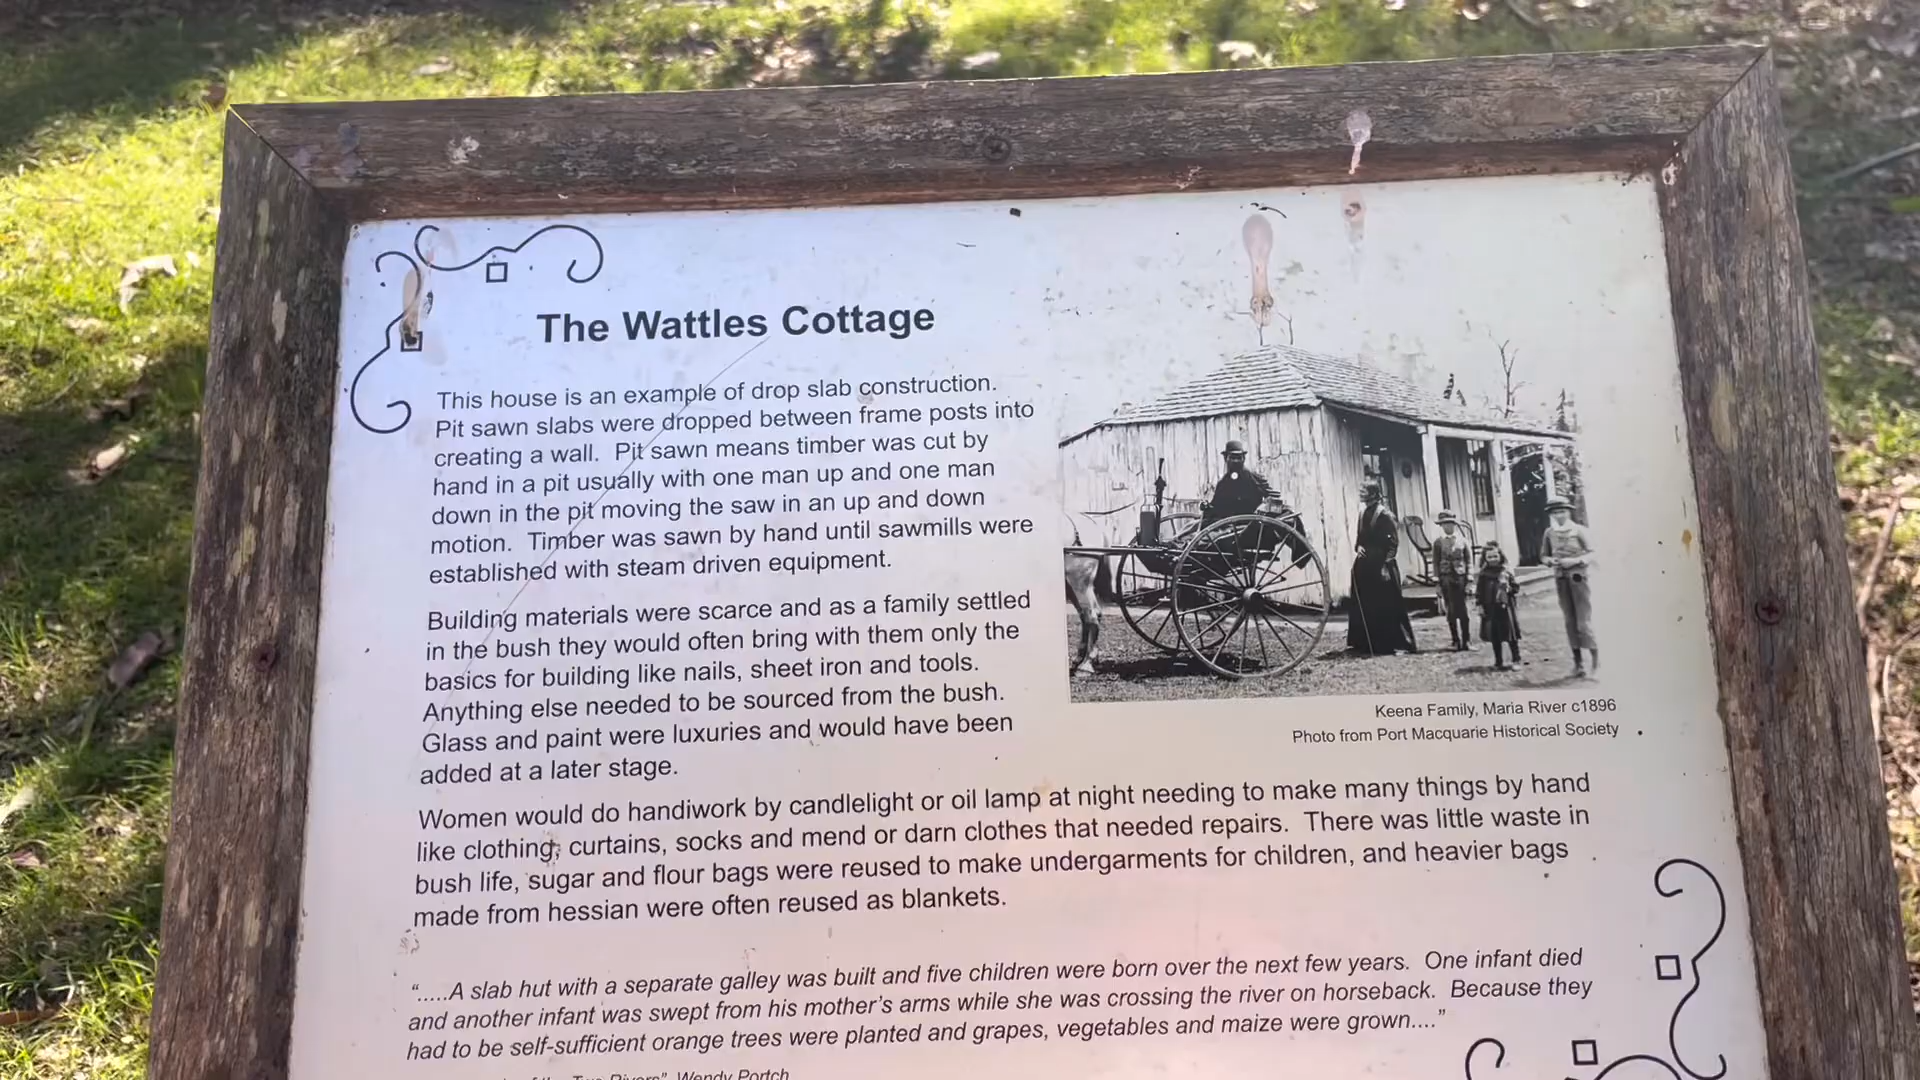 The Wattles Cottage
This house is an example of drop slab construction.
Pit sawn slabs were dropped between frame posts into
creating a wall.  Pit sawn means timber was cut by
hand in a pit usually with one man up and one man
down in the pit moving the saw in an up and down
motion.  Timber was sawn by hand until sawmills were
established with steam driven equipment.
Building materials were scarce and as a family settled
in the bush they would often bring with them only the
basics for building like nails, sheet iron and tools.
Anything else needed to be sourced from the bush.
Glass and paint were luxuries and would have been
added at a later stage.
Keena Family, Maria River c1896
Photo from Port Macquarie Historical Society
Women would do handiwork by candlelight or oil lamp at night needing to make many things by hand
like clothing, curtains, socks and mend or darn clothes that needed repairs.  There was little waste in
bush life, sugar and flour bags were reused to make undergarments for children, and heavier bags
made from hessian were often reused as blankets.
“.....A slab hut with a separate galley was built and five children were born over the next few years.  One infant died
and another infant was swept from his mother’s arms while she was crossing the river on horseback.  Because they
had to be self-sufficient orange trees were planted and grapes, vegetables and maize were grown....”
of the Two Rivers”, Wendy Portch